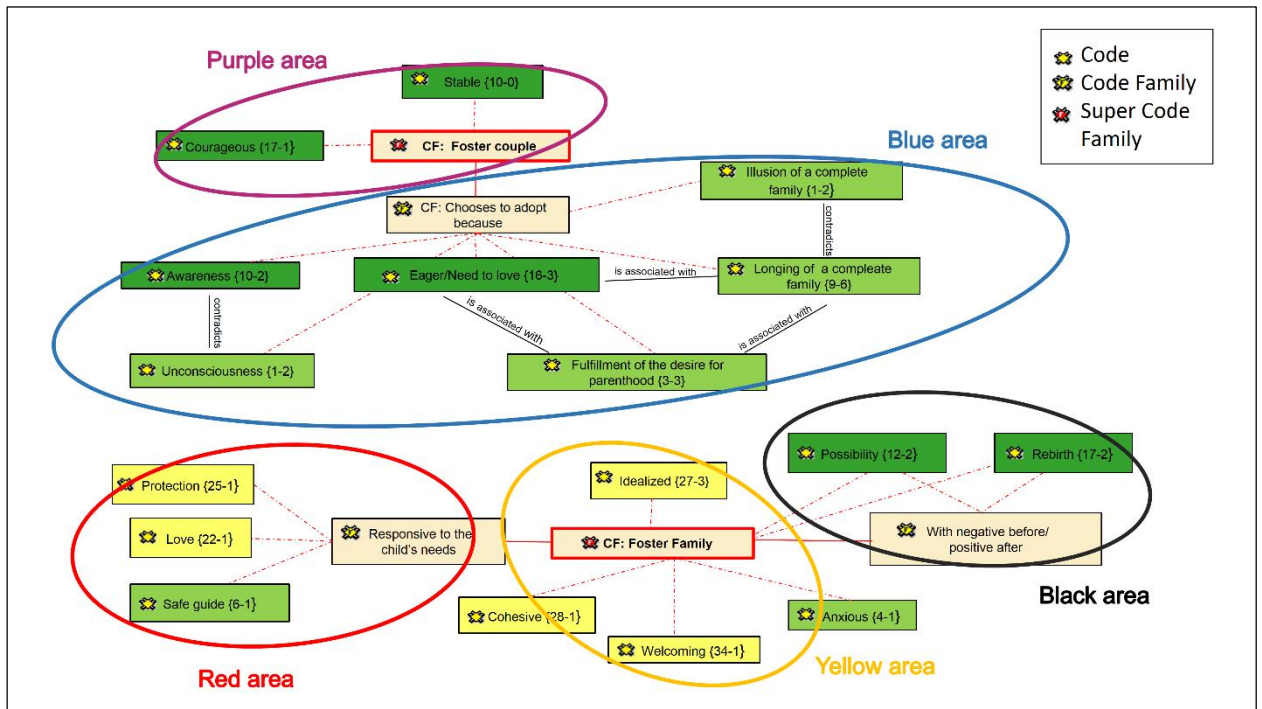 Purple area
Stable {10-0}
Courageous {17-1}
CF: Foster couple
Code
Code Family
Super Code
Family
Blue area
Illusion of a complete
family {1-2}
CF: Chooses to adopt
because
contradicts
Awareness {10-2}
Eager/Need to love {16-3}
is associated with
Longing of a compleate
family {9-6}
contradicts
is associated with
is associated with
Unconsciousness {1-2}
Fulfillment of the desire for
parenthood {3-3}
Possibility {12-2}
Rebirth {17-2}
Protection {25-1}
Idealized {27-3}
Love {22-1}
Responsive to the
child's needs
CF: Foster Family
With negative before/
positive after
Safe guide {6-1}
Cohesive {28-1}
Anxious {4-1}
Black area
Welcoming {34-1}
Red area
Yellow area